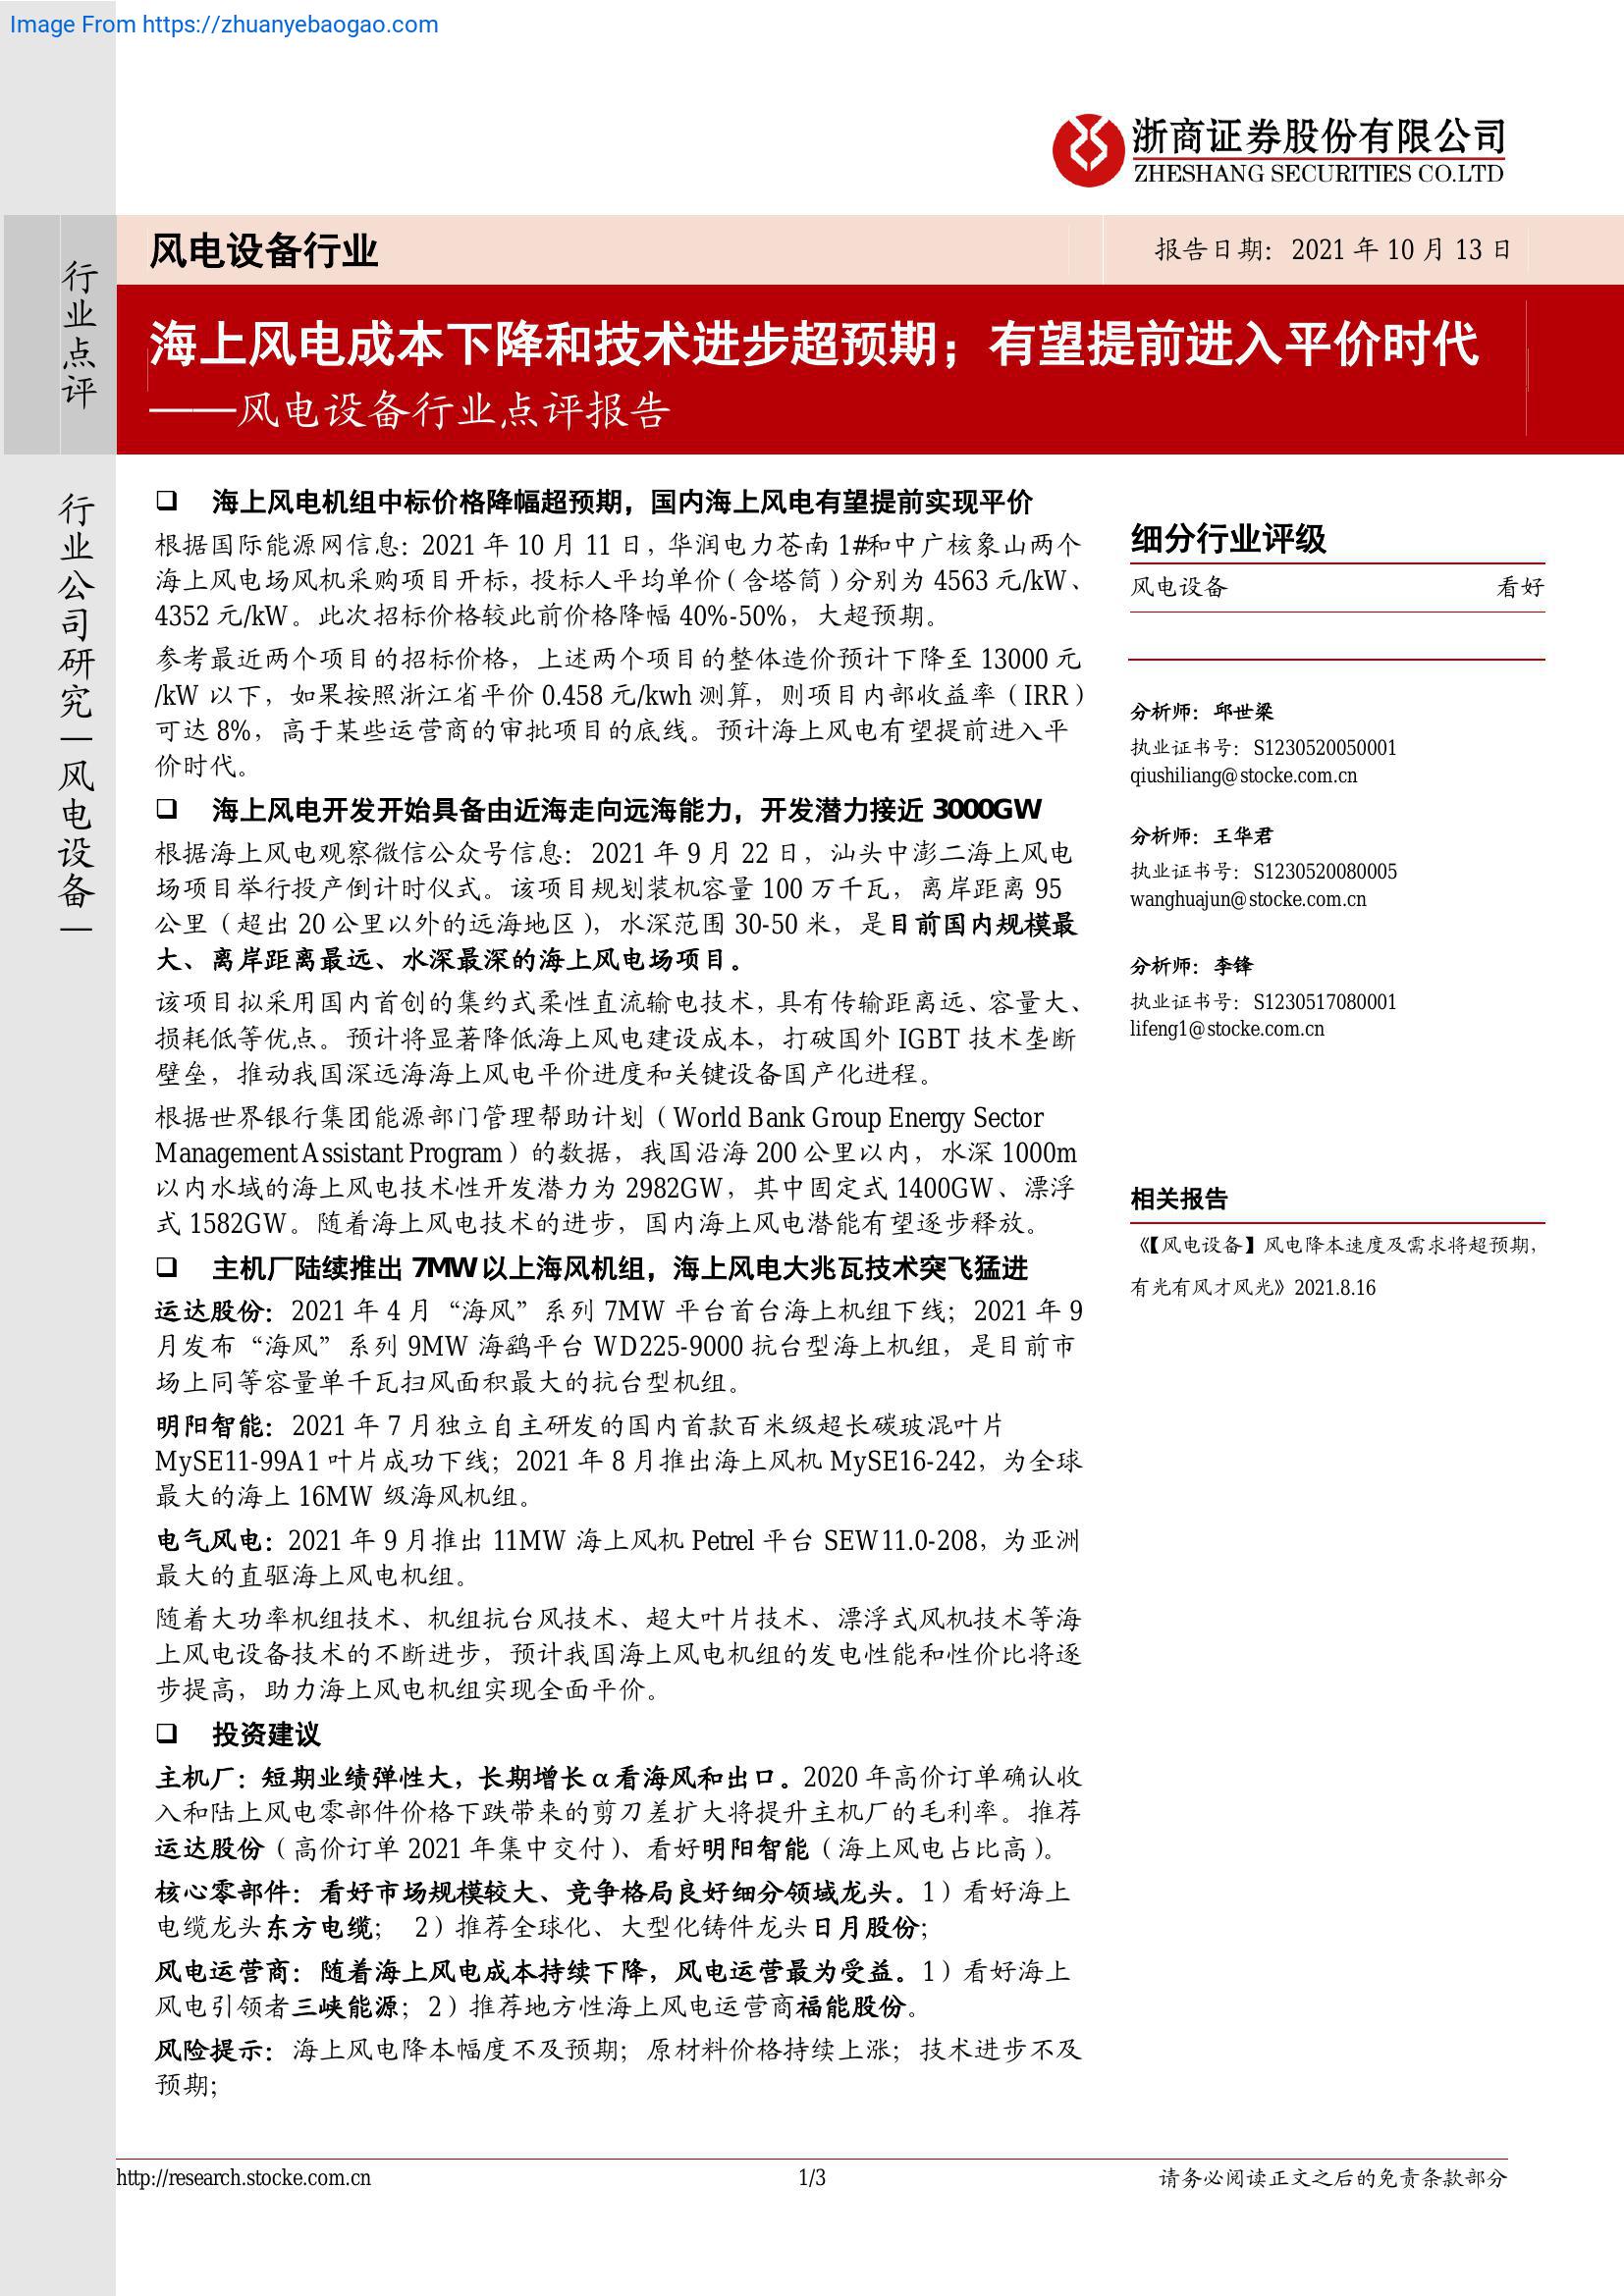 Image From https://zhuanyebaogao.com
浙商证券股份有限公司
ZHESHANG SECURITIES CO.LTD
行业点评
风电设备行业
报告日期：2021 年 10 月 13 日
海上风电成本下降和技术进步超预期；有望提前进入平价时代
——风电设备行业点评报告
行业公司研究—风电设备—
❑ 海上风电机组中标价格降幅超预期，国内海上风电有望提前实现平价
根据国际能源网信息：2021 年 10 月 11 日，华润电力苍南 1#和中广核象山两个
海上风电场风机采购项目开标，投标人平均单价（含塔筒）分别为 4563 元/kW、
4352 元/kW。此次招标价格较此前价格降幅 40%-50%，大超预期。
参考最近两个项目的招标价格，上述两个项目的整体造价预计下降至 13000 元
/kW 以下，如果按照浙江省平价 0.458 元/kwh 测算，则项目内部收益率（IRR）
可达 8%，高于某些运营商的审批项目的底线。预计海上风电有望提前进入平
价时代。
❑ 海上风电开发开始具备由近海走向远海能力，开发潜力接近 3000GW
根据海上风电观察微信公众号信息：2021 年 9 月 22 日，汕头中澎二海上风电
场项目举行投产倒计时仪式。该项目规划装机容量 100 万千瓦，离岸距离 95
公里（超出 20 公里以外的远海地区），水深范围 30-50 米，是目前国内规模最
大、离岸距离最远、水深最深的海上风电场项目。
该项目拟采用国内首创的集约式柔性直流输电技术，具有传输距离远、容量大、
损耗低等优点。预计将显著降低海上风电建设成本，打破国外 IGBT 技术垄断
壁垒，推动我国深远海海上风电平价进度和关键设备国产化进程。
根据世界银行集团能源部门管理帮助计划（World Bank Group Energy Sector
Management Assistant Program）的数据，我国沿海 200 公里以内，水深 1000m
以内水域的海上风电技术性开发潜力为 2982GW，其中固定式 1400GW、漂浮
式 1582GW。随着海上风电技术的进步，国内海上风电潜能有望逐步释放。
❑ 主机厂陆续推出 7MW 以上海风机组，海上风电大兆瓦技术突飞猛进
运达股份：2021 年 4 月“海风”系列 7MW 平台首台海上机组下线；2021 年 9
月发布“海风”系列 9MW 海鹞平台 WD225-9000 抗台型海上机组，是目前市
场上同等容量单千瓦扫风面积最大的抗台型机组。
明阳智能：2021 年 7 月独立自主研发的国内首款百米级超长碳玻混叶片
MySE11-99A1 叶片成功下线；2021 年 8 月推出海上风机 MySE16-242，为全球
最大的海上 16MW 级海风机组。
电气风电：2021 年 9 月推出 11MW 海上风机 Petrel 平台 SEW11.0-208，为亚洲
最大的直驱海上风电机组。
随着大功率机组技术、机组抗台风技术、超大叶片技术、漂浮式风机技术等海
上风电设备技术的不断进步，预计我国海上风电机组的发电性能和性价比将逐
步提高，助力海上风电机组实现全面平价。
❑ 投资建议
主机厂：短期业绩弹性大，长期增长 α 看海风和出口。2020 年高价订单确认收
入和陆上风电零部件价格下跌带来的剪刀差扩大将提升主机厂的毛利率。推荐
运达股份（高价订单 2021 年集中交付）、看好明阳智能（海上风电占比高）。
核心零部件：看好市场规模较大、竞争格局良好细分领域龙头。1）看好海上
电缆龙头东方电缆； 2）推荐全球化、大型化铸件龙头日月股份；
风电运营商：随着海上风电成本持续下降，风电运营最为受益。1）看好海上
风电引领者三峡能源；2）推荐地方性海上风电运营商福能股份。
风险提示：海上风电降本幅度不及预期；原材料价格持续上涨；技术进步不及
预期；
细分行业评级
风电设备 看好
分析师：邱世梁
执业证书号：S1230520050001
qiushiliang@stocke.com.cn
分析师：王华君
执业证书号：S1230520080005
wanghuajun@stocke.com.cn
分析师：李锋
执业证书号：S1230517080001
lifeng1@stocke.com.cn
相关报告
《【风电设备】风电降本速度及需求将超预期，
有光有风才风光》2021.8.16
http://research.stocke.com.cn
1/3
请务必阅读正文之后的免责条款部分